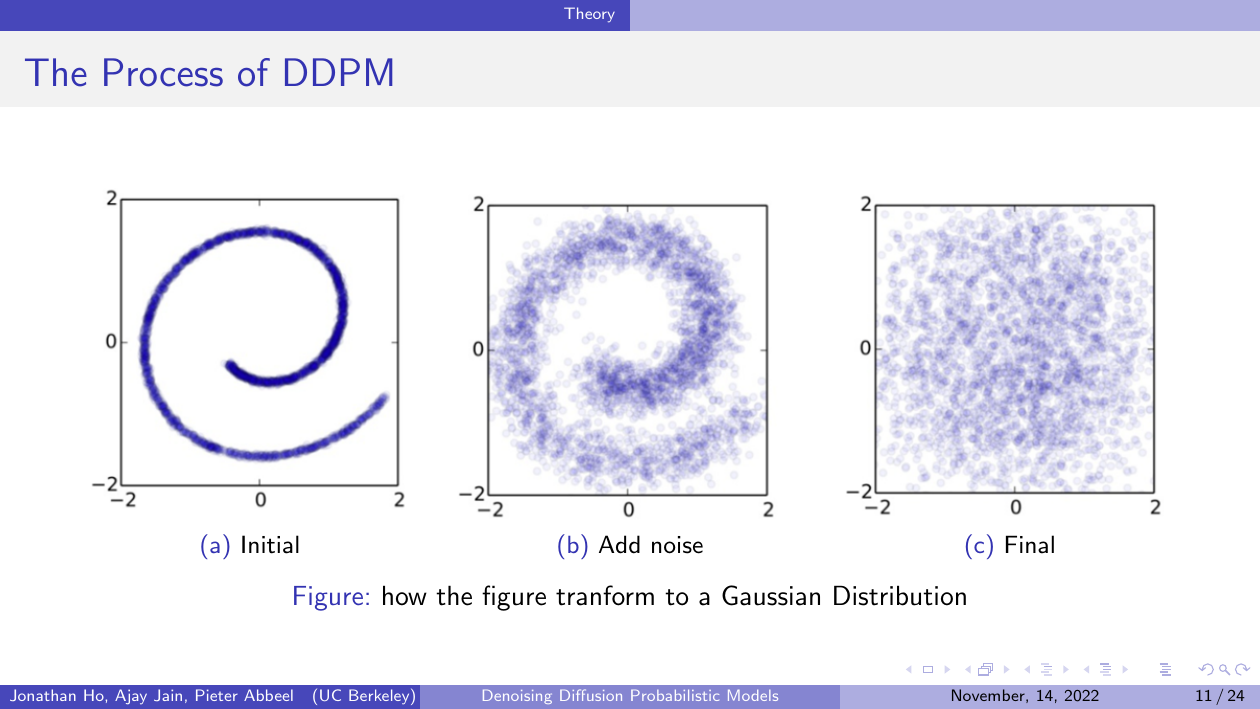 Theory
The Process of DDPM
2
0
−2
−2 0 2
2
0
−2
−2 0 2
2
0
−2
−2 0 2
(a) Initial
(b) Add noise
(c) Final
Figure: how the figure tranform to a Gaussian Distribution
Jonathan Ho, Ajay Jain, Pieter Abbeel (UC Berkeley) Denoising Diffusion Probabilistic Models November, 14, 2022 11 / 24